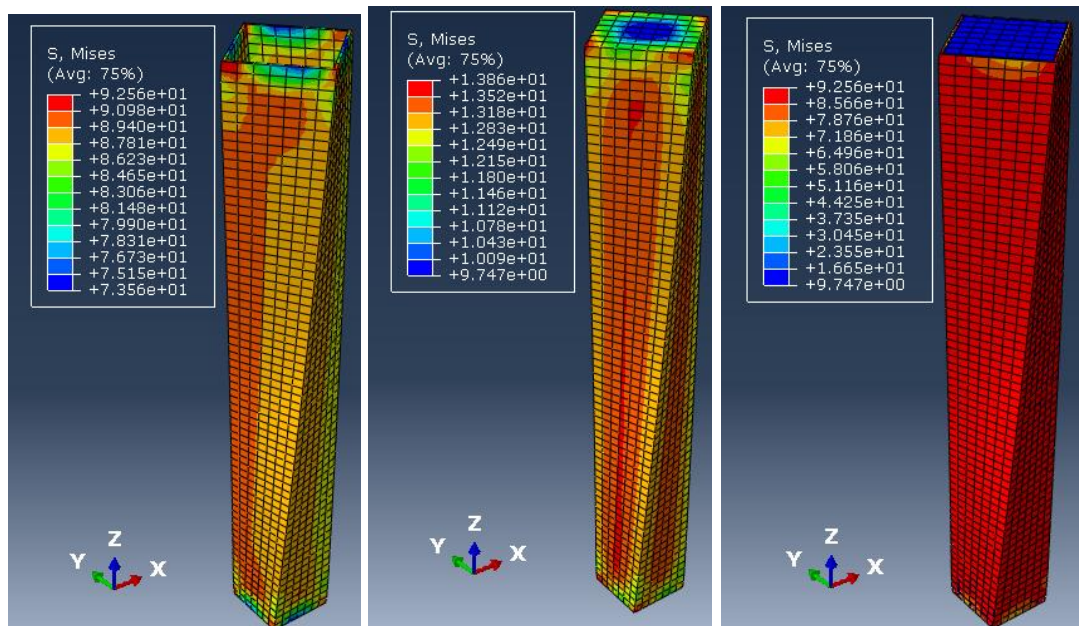 S, Mises
(Avg: 75%)
+9.256e+01
+9.098e+01
+8.940e+01
+8.781e+01
+8.623e+01
+8.465e+01
+8.306e+01
+8.148e+01
+7.990e+01
+7.831e+01
+7.673e+01
+7.515e+01
+7.356e+01
Z
Y
X
S, Mises
(Avg: 75%)
+1.386e+01
+1.352e+01
+1.318e+01
+1.283e+01
+1.249e+01
+1.215e+01
+1.180e+01
+1.146e+01
+1.112e+01
+1.078e+01
+1.043e+01
+1.009e+01
+9.747e+00
Z
Y
X
S, Mises
(Avg: 75%)
+9.256e+01
+8.566e+01
+7.876e+01
+7.186e+01
+6.496e+01
+5.806e+01
+5.116e+01
+4.425e+01
+3.735e+01
+3.045e+01
+2.355e+01
+1.665e+01
+9.747e+00
Z
Y
X